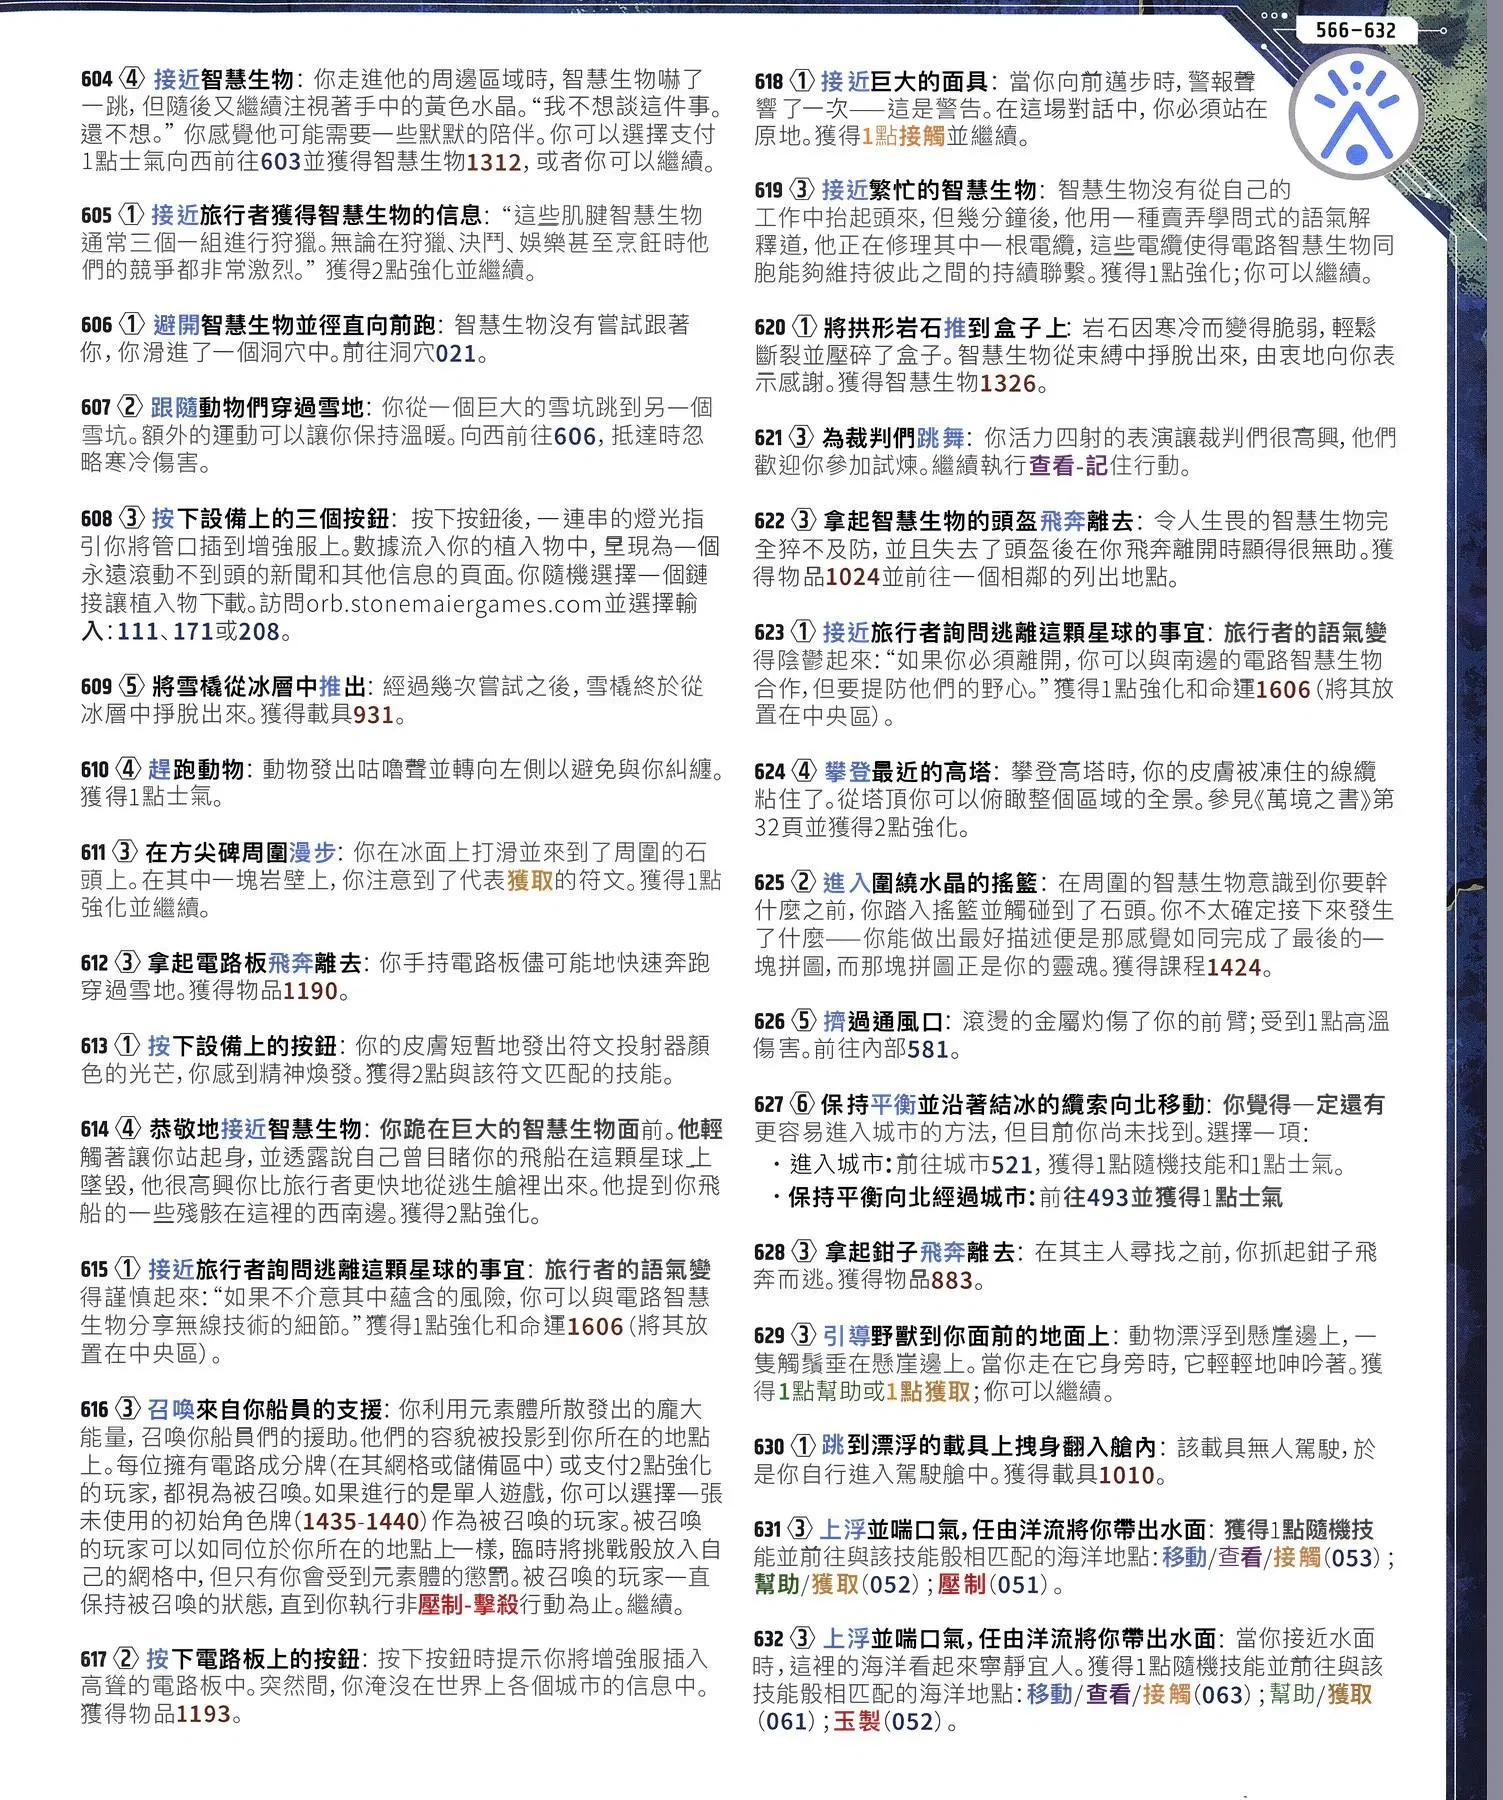 566–632
604 4 接近智慧生物：你走進他的周邊區域時，智慧生物嚇了
一跳，但隨後又繼續注視著手中的黃色水晶。“我不想談這件事。
還不想。”你感覺他可能需要一些默默的陪伴。你可以選擇支付
1點士氣向西前往603並獲得智慧生物1312，或者你可以繼續。
605 1 接近旅行者獲得智慧生物的信息：“這些肌腱智慧生物
通常三個一組進行狩獵。無論在狩獵、決鬥、娛樂甚至烹飪時他
們的競爭都非常激烈。”獲得2點強化並繼續。
606 1 避開智慧生物並徑直向前跑：智慧生物沒有嘗試跟著
你，你滑進了一個洞穴中。前往洞穴021。
607 2 跟隨動物們穿過雪地：你從一個巨大的雪坑跳到另一個
雪坑。額外的運動可以讓你保持溫暖。向西前往606，抵達時忽
略寒冷傷害。
608 3 按下設備上的三個按鈕：按下按鈕後，一連串的燈光指
引你將管口插到增強服上。數據流入你的植入物中，呈現為一個
永遠滾動不到頭的新聞和其他信息的頁面。你隨機選擇一個鏈
接讓植入物下載。訪問orb.stonemaiergames.com並選擇輸
入：111、171或208。
609 5 將雪橇從冰層中推出：經過幾次嘗試之後，雪橇終於從
冰層中掙脫出來。獲得載具931。
610 4 趕跑動物：動物發出咕嚕聲並轉向左側以避免與你糾纏。
獲得1點士氣。
611 3 在方尖碑周圍漫步：你在冰面上打滑並來到了周圍的石
頭上。在其中一塊岩壁上，你注意到了代表獲取的符文。獲得1點
強化並繼續。
612 3 拿起電路板飛奔離去：你手持電路板儘可能地快速奔跑
穿過雪地。獲得物品1190。
613 1 按下設備上的按鈕：你的皮膚短暫地發出符文投射器顏
色的光芒，你感到精神煥發。獲得2點與該符文匹配的技能。
614 4 恭敬地接近智慧生物：你跪在巨大的智慧生物面前。他輕
觸著讓你站起身，並透露說自己曾目睹你的飛船在這顆星球上
墜毀，他很高興你比旅行者更快地從逃生艙裡出來。他提到你飛
船的一些殘骸在這裡的西南邊。獲得2點強化。
615 1 接近旅行者詢問逃離這顆星球的事宜：旅行者的語氣變
得謹慎起來：“如果不介意其中蘊含的風險，你可以與電路智慧
生物分享無線技術的細節。”獲得1點強化和命運1606（將其放
置在中央區）。
616 3 召喚來自你船員的支援：你利用元素體所散發出的龐大
能量，召喚你船員們的援助。他們的容貌被投影到你所在的地點
上。每位擁有電路成分牌（在其網格或儲備區中）或支付2點強化
的玩家，都視為被召喚。如果進行的是單人遊戲，你可以選擇一張
未使用的初始角色牌（1435-1440）作為被召喚的玩家。被召喚
的玩家可以如同位於你所在的地點上一樣，臨時將挑戰骰放入自
己的網格中，但只有你會受到元素體的懲罰。被召喚的玩家一直
保持被召喚的狀態，直到你執行非壓制-擊殺行動為止。繼續。
617 2 按下電路板上的按鈕：按下按鈕時提示你將增強服插入
高聳的電路板中。突然間，你淹沒在世界上各個城市的信息中。
獲得物品1193。
618 1 接近巨大的面具：當你向前邁步時，警報聲
響了一次——這是警告。在這場對話中，你必須站在
原地。獲得1點接觸並繼續。
619 3 接近繁忙的智慧生物：智慧生物沒有從自己的
工作中抬起頭來，但幾分鐘後，他用一種賣弄學問式的語氣解
釋道，他正在修理其中一根電纜，這些電纜使得電路智慧生物同
胞能夠維持彼此之間的持續聯繫。獲得1點強化；你可以繼續。
620 1 將拱形岩石推到盒子上：岩石因寒冷而變得脆弱，輕鬆
斷裂並壓碎了盒子。智慧生物從束縛中掙脫出來，由衷地向你表
示感謝。獲得智慧生物1326。
621 3 為裁判們跳舞：你活力四射的表演讓裁判們很高興，他們
歡迎你參加試煉。繼續執行查看-記住行動。
622 3 拿起智慧生物的頭盔飛奔離去：令人生畏的智慧生物完
全猝不及防，並且失去了頭盔後在你飛奔離開時顯得很無助。獲
得物品1024並前往一個相鄰的列出地點。
623 1 接近旅行者詢問逃離這顆星球的事宜：旅行者的語氣變
得陰鬱起來：“如果你必須離開，你可以與南邊的電路智慧生物
合作，但要提防他們的野心。”獲得1點強化和命運1606（將其放
置在中央區）。
624 4 攀登最近的高塔：攀登高塔時，你的皮膚被凍住的線纜
粘住了。從塔頂你可以俯瞰整個區域的全景。參見《萬境之書》第
32頁並獲得2點強化。
625 2 進入圍繞水晶的搖籃：在周圍的智慧生物意識到你要幹
什麼之前，你踏入搖籃並觸碰到了石頭。你不太確定接下來發生
了什麼——你能做出最好描述便是那感覺如同完成了最後的一
塊拼圖，而那塊拼圖正是你的靈魂。獲得課程1424。
626 5 擠過通風口：滾燙的金屬灼傷了你的前臂；受到1點高溫
傷害。前往內部581。
627 6 保持平衡並沿著結冰的纜索向北移動：你覺得一定還有
更容易進入城市的方法，但目前你尚未找到。選擇一項：
・進入城市：前往城市521，獲得1點隨機技能和1點士氣。
・保持平衡向北經過城市：前往493並獲得1點士氣
628 3 拿起鉗子飛奔離去：在其主人尋找之前，你抓起鉗子飛
奔而逃。獲得物品883。
629 3 引導野獸到你面前的地面上：動物漂浮到懸崖邊上，一
隻觸鬚垂在懸崖邊上。當你走在它身旁時，它輕輕地呻吟著。獲
得1點幫助或1點獲取；你可以繼續。
630 1 跳到漂浮的載具上拽身翻入艙內：該載具無人駕駛，於
是你自行進入駕駛艙中。獲得載具1010。
631 3 上浮並喘口氣，任由洋流將你帶出水面：獲得1點隨機技
能並前往與該技能骰相匹配的海洋地點：移動/查看/接觸（053）；
幫助/獲取（052）；壓制（051）。
632 3 上浮並喘口氣，任由洋流將你帶出水面：當你接近水面
時，這裡的海洋看起來寧靜宜人。獲得1點隨機技能並前往與該
技能骰相匹配的海洋地點：移動/查看/接觸（063）；幫助/獲取
（061）；玉製（052）。